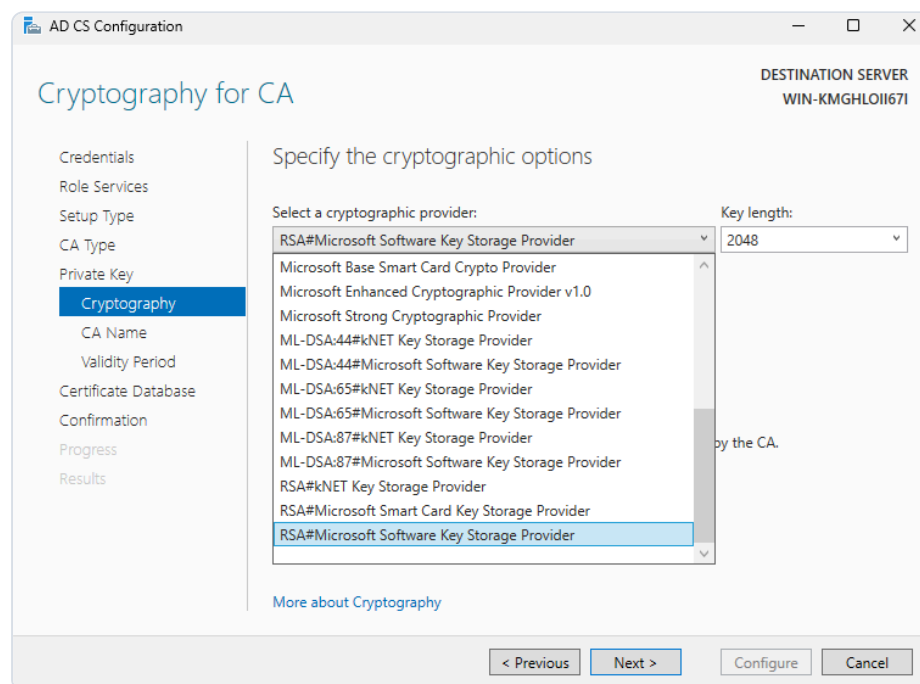 AD CS Configuration
Cryptography for CA
DESTINATION SERVER
WIN-KMGHLOII67I
Credentials
Role Services
Setup Type
CA Type
Private Key
Cryptography
CA Name
Validity Period
Certificate Database
Confirmation
Progress
Results
Specify the cryptographic options
Select a cryptographic provider:
Key length:
RSA#Microsoft Software Key Storage Provider
2048
Microsoft Base Smart Card Crypto Provider
Microsoft Enhanced Cryptographic Provider v1.0
Microsoft Strong Cryptographic Provider
ML-DSA:44#kNET Key Storage Provider
ML-DSA:44#Microsoft Software Key Storage Provider
ML-DSA:65#kNET Key Storage Provider
ML-DSA:65#Microsoft Software Key Storage Provider
ML-DSA:87#kNET Key Storage Provider
ML-DSA:87#Microsoft Software Key Storage Provider
RSA#kNET Key Storage Provider
RSA#Microsoft Smart Card Key Storage Provider
RSA#Microsoft Software Key Storage Provider
by the CA.
More about Cryptography
< Previous
Next >
Configure
Cancel